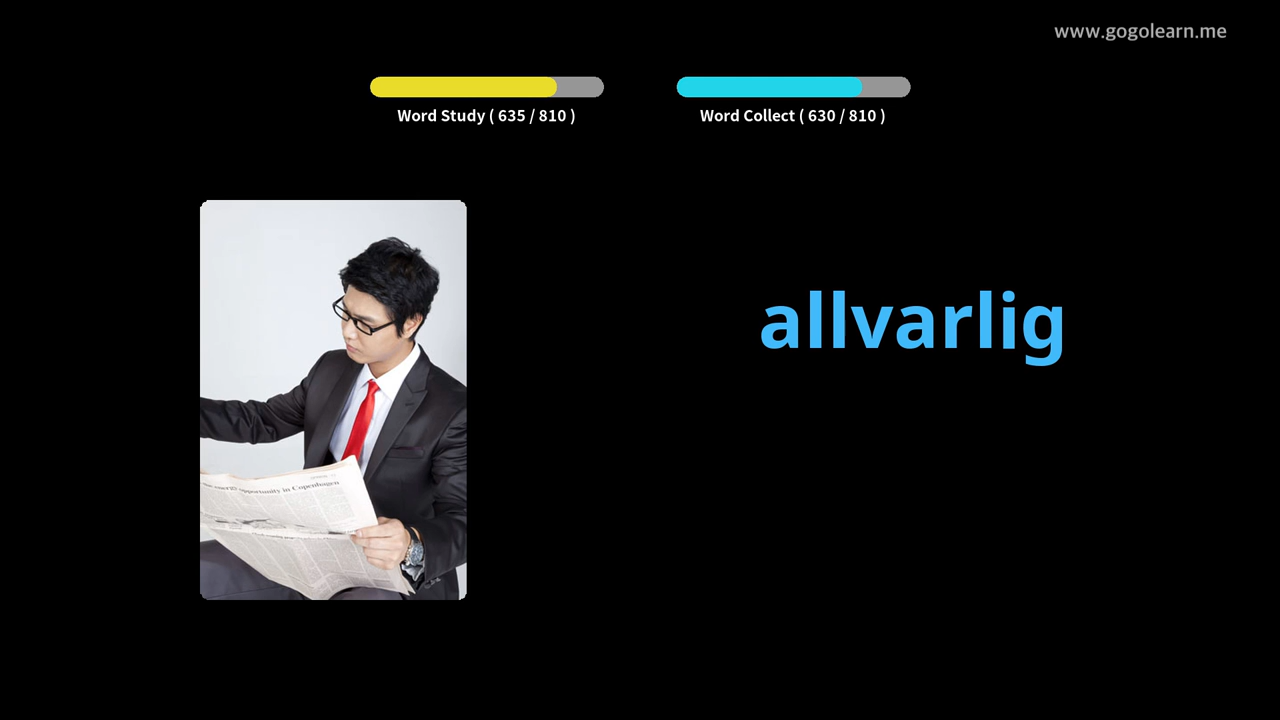 www.gogolearn.me
Word Study ( 635 / 810 )
Word Collect ( 630 / 810 )
allvarlig
opportunity in Copenhagen